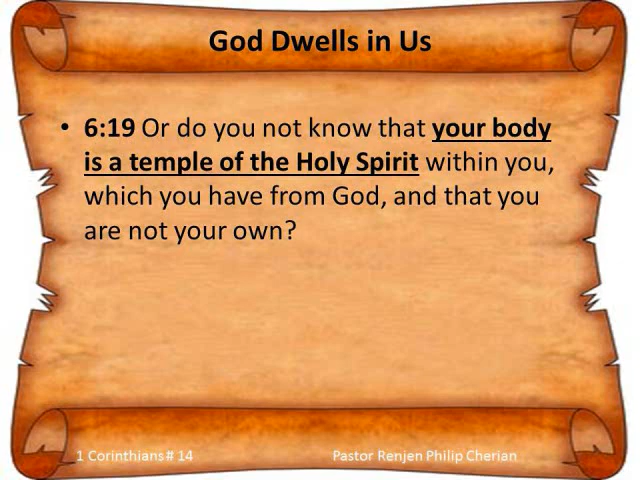 God Dwells in Us
• 6:19 Or do you not know that your body
is a temple of the Holy Spirit within you,
which you have from God, and that you
are not your own?
1 Corinthians # 14 Pastor Renjen Philip Cherian